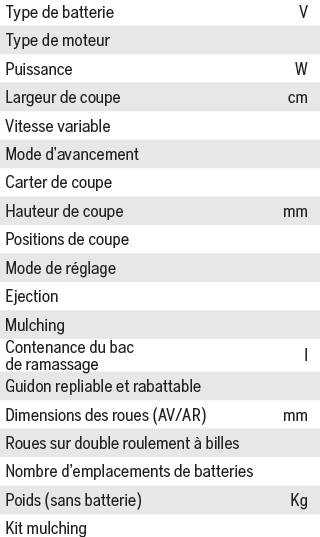 Type de batterie V
Type de moteur
Puissance W
Largeur de coupe cm
Vitesse variable
Mode d'avancement
Carter de coupe
Hauteur de coupe mm
Positions de coupe
Mode de réglage
Ejection
Mulching
Contenance du bac
de ramassage l
Guidon repliable et rabattable
Dimensions des roues (AV/AR) mm
Roues sur double roulement à billes
Nombre d'emplacements de batteries
Poids (sans batterie) Kg
Kit mulching